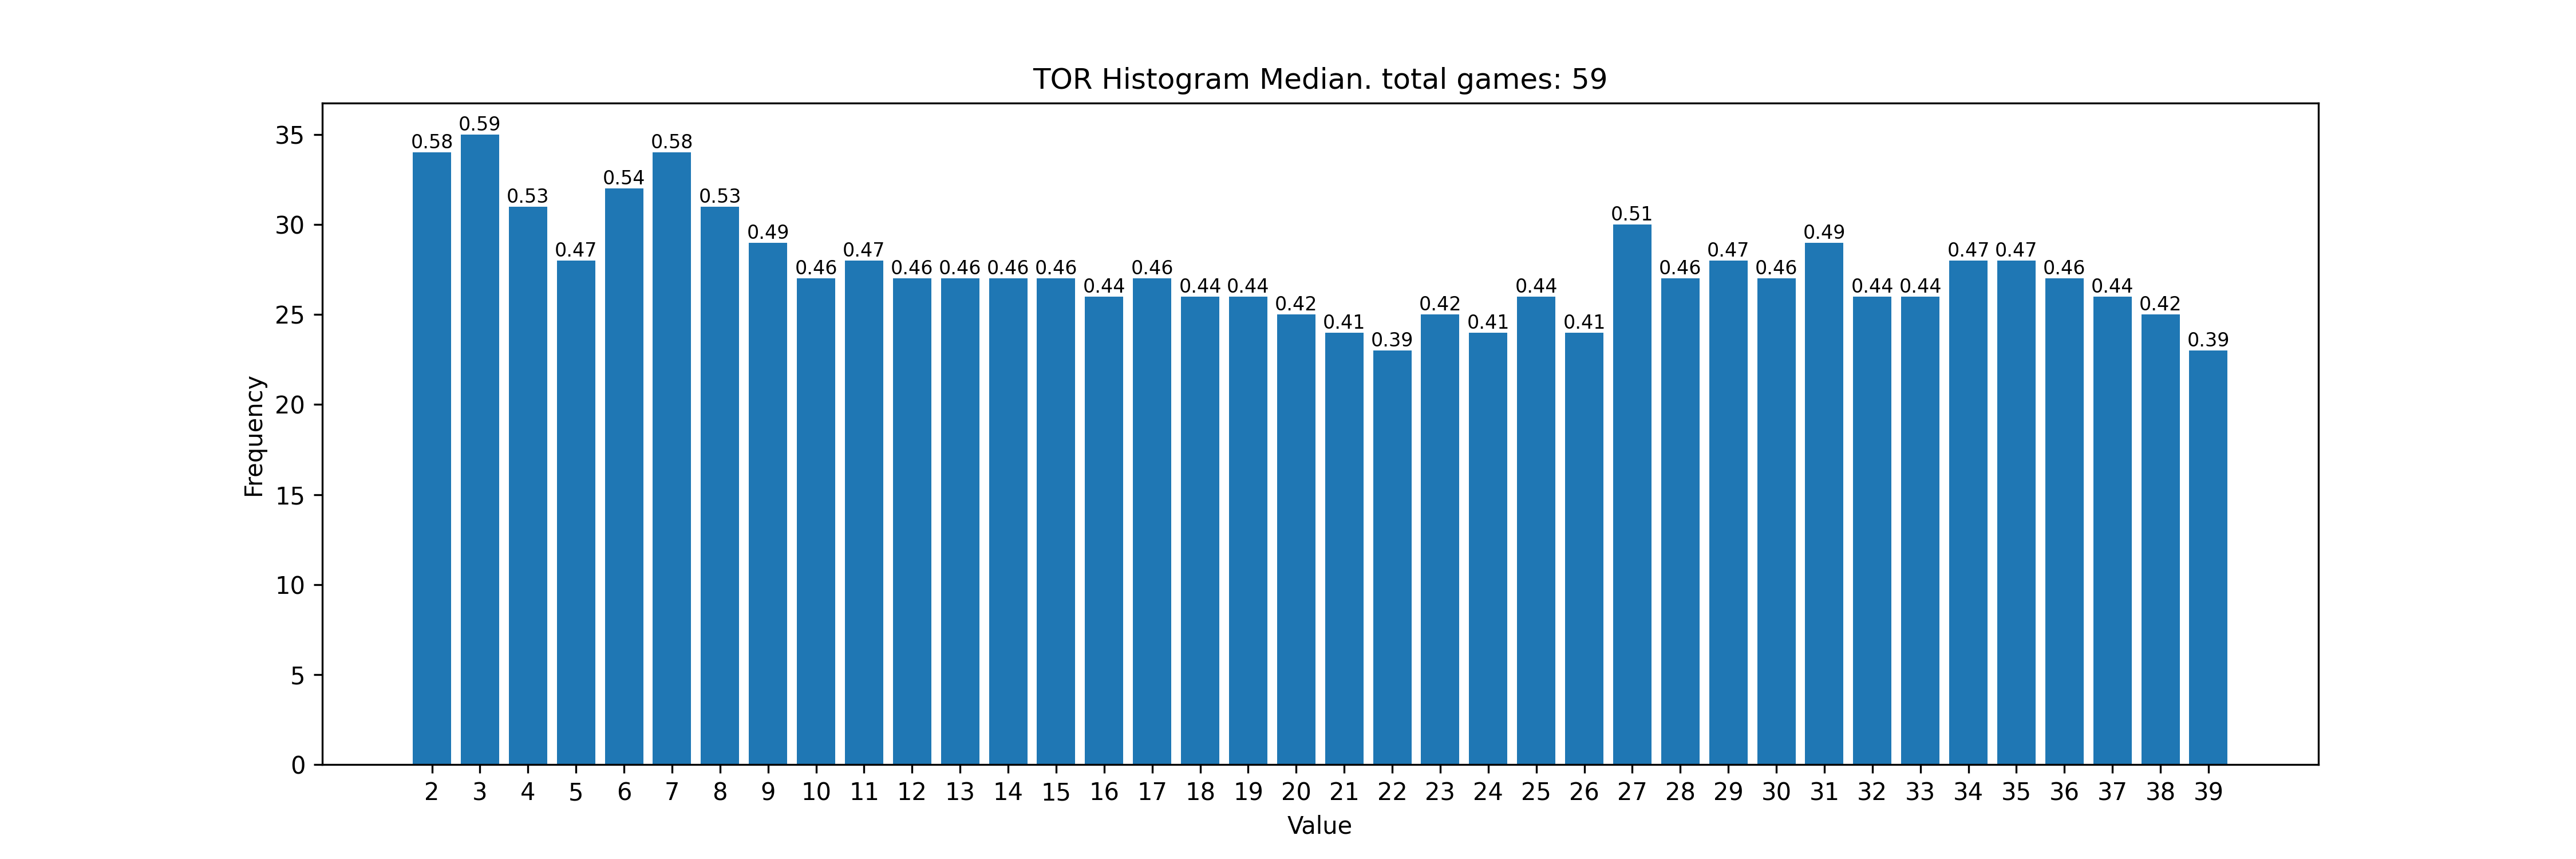 TOR Histogram Median. total games: 59
35
30
25
20
15
10
5
0
Frequency
0.58 0.59 0.53 0.47 0.54 0.58 0.53 0.49 0.46 0.47 0.46 0.46 0.46 0.46 0.44 0.46 0.44 0.44 0.42 0.41 0.39 0.42 0.41 0.44 0.41 0.51 0.46 0.47 0.46 0.49 0.44 0.44 0.47 0.47 0.46 0.44 0.42 0.39
2 3 4 5 6 7 8 9 10 11 12 13 14 15 16 17 18 19 20 21 22 23 24 25 26 27 28 29 30 31 32 33 34 35 36 37 38 39
Value